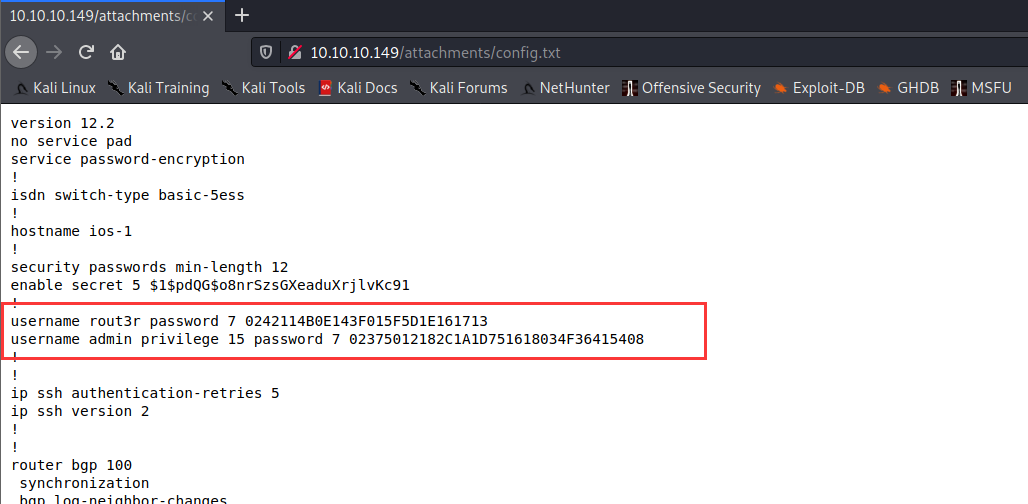 10.10.10.149/attachments/c
10.10.10.149/attachments/config.txt
Kali Linux Kali Training Kali Tools Kali Docs Kali Forums NetHunter Offensive Security Exploit-DB GHDB MSFU
version 12.2
no service pad
service password-encryption
!
isdn switch-type basic-5ess
!
hostname ios-1
!
security passwords min-length 12
enable secret 5 $1$pdQG$o8nrSzsGXeaduXrjlvKc91
!
username rout3r password 7 0242114B0E143F015F5D1E161713
username admin privilege 15 password 7 02375012182C1A1D751618034F36415408
!
!
ip ssh authentication-retries 5
ip ssh version 2
!
!
router bgp 100
synchronization
bgp log-neighbor-changes